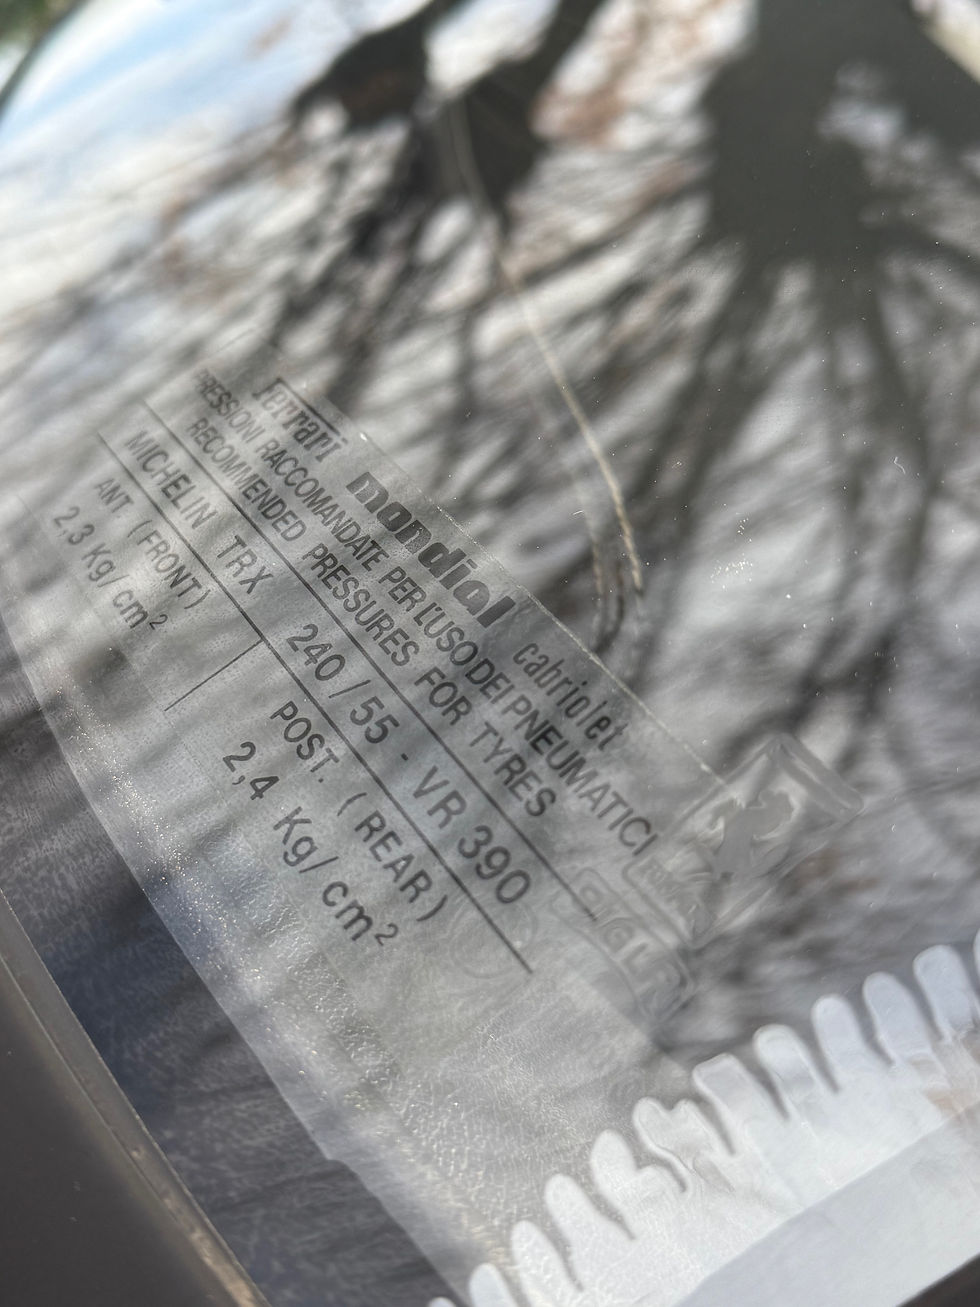 Ferrari mondial cabriolet
PRESSIONI RACCOMANDATE PER L'USO DEI PNEUMATICI
RECOMMENDED PRESSURES FOR TYRES
MICHELIN TRX 240/55 - VR 390
ANT. (FRONT) POST. (REAR)
2,3 Kg/cm² 2,4 Kg/cm²